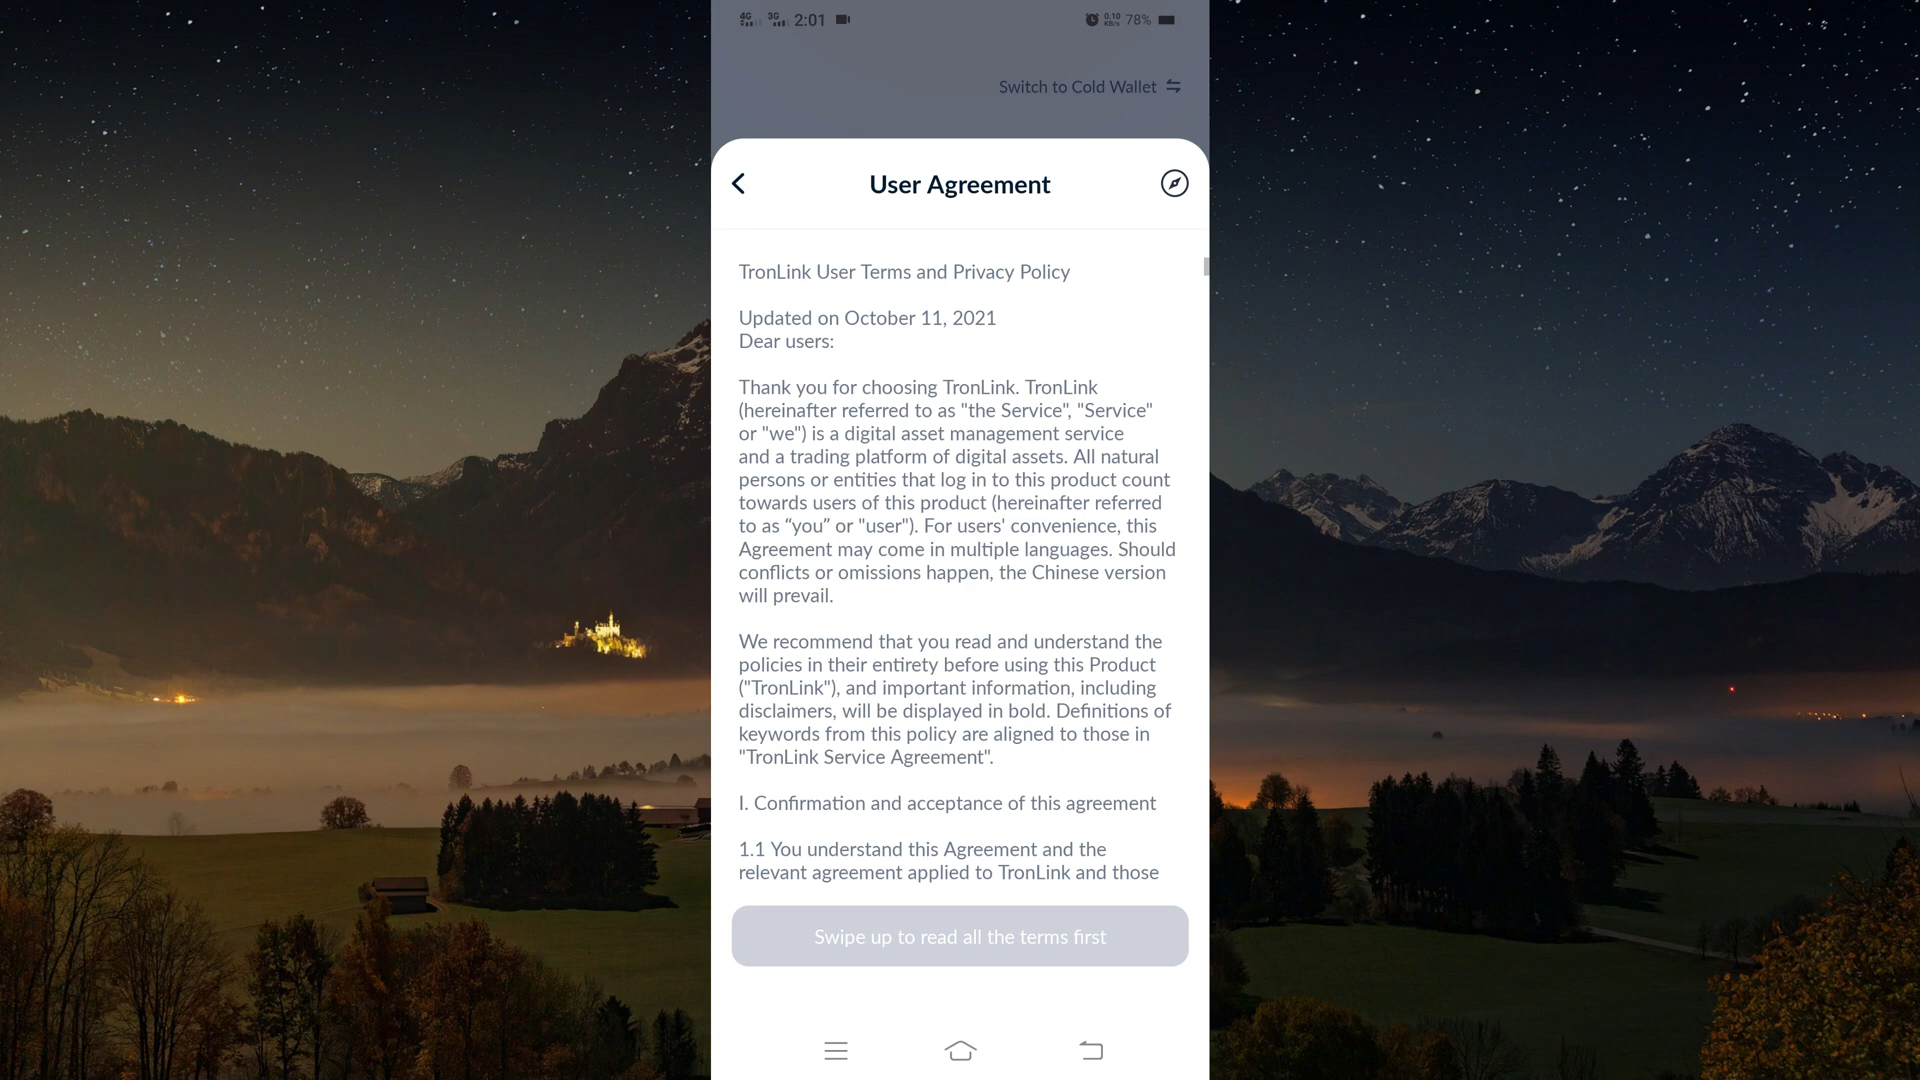 4G 3G 2:01 0.10 KB/s 78%
Switch to Cold Wallet
User Agreement
TronLink User Terms and Privacy Policy
Updated on October 11, 2021
Dear users:
Thank you for choosing TronLink. TronLink
(hereinafter referred to as "the Service", "Service"
or "we") is a digital asset management service
and a trading platform of digital assets. All natural
persons or entities that log in to this product count
towards users of this product (hereinafter referred
to as “you” or "user"). For users' convenience, this
Agreement may come in multiple languages. Should
conflicts or omissions happen, the Chinese version
will prevail.
We recommend that you read and understand the
policies in their entirety before using this Product
("TronLink"), and important information, including
disclaimers, will be displayed in bold. Definitions of
keywords from this policy are aligned to those in
"TronLink Service Agreement".
I. Confirmation and acceptance of this agreement
1.1 You understand this Agreement and the
relevant agreement applied to TronLink and those
Swipe up to read all the terms first